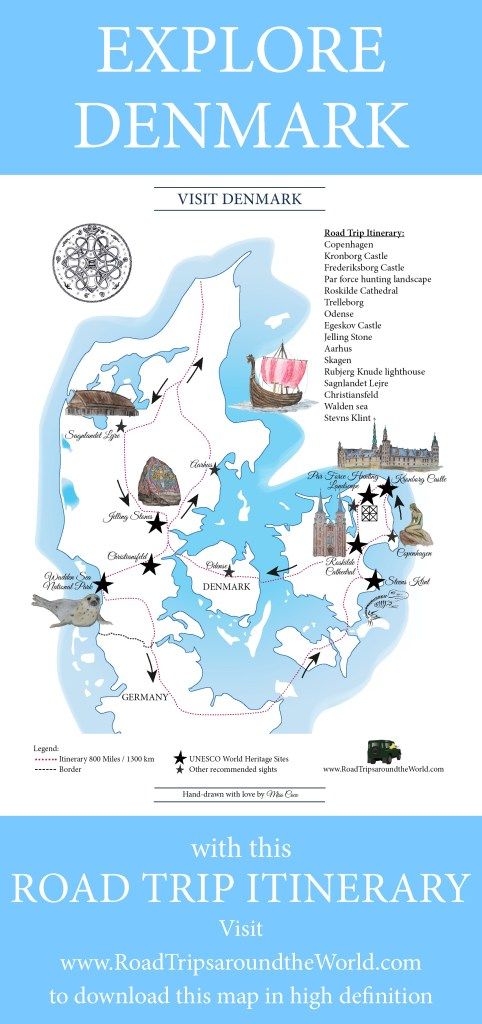 EXPLORE
DENMARK
VISIT DENMARK
Road Trip Itinerary:
Copenhagen
Kronborg Castle
Frederiksborg Castle
Par force hunting landscape
Roskilde Cathedral
Trelleborg
Odense
Egeskov Castle
Jelling Stone
Aarhus
Skagen
Rubjerg Knude lighthouse
Sagnlandet Lejre
Christiansfeld
Walden sea
Stevns Klint
Sagnlandet Lyre
Aarhus
Par Force Hunting
Landscape
Kronborg Castle
Jelling Stones
Copenhagen
Christiansfeld
Odense
Roskilde
Cathedral
Wadden Sea
National Park
DENMARK
Stevns Klint
GERMANY
Legend:
Itinerary 800 Miles / 1300 km
Border
UNESCO World Heritage Sites
Other recommended sights
www.RoadTripsaroundtheWorld.com
Hand-drawn with love by Miss Coco
with this
ROAD TRIP ITINERARY
Visit
www.RoadTripsaroundtheWorld.com
to download this map in high definition